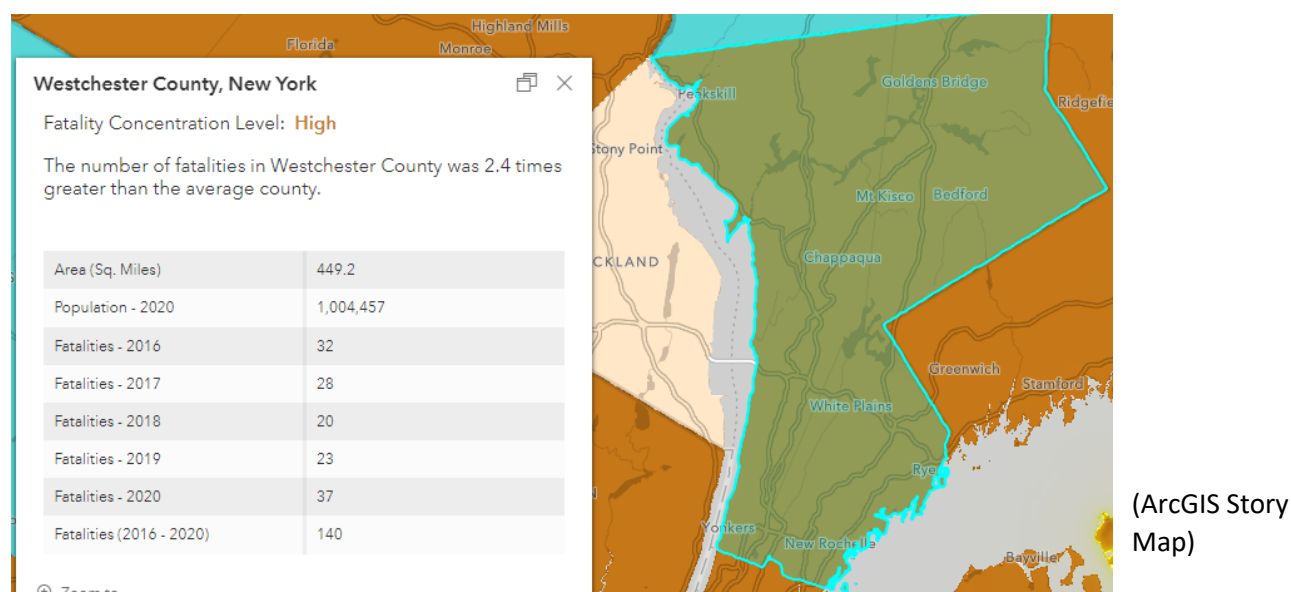 Highland Mills
Florida
Monroe
Westchester County, New York
Fatality Concentration Level: High
The number of fatalities in Westchester County was 2.4 times
greater than the average county.
Area (Sq. Miles) 449.2
Population - 2020 1,004,457
Fatalities - 2016 32
Fatalities - 2017 28
Fatalities - 2018 20
Fatalities - 2019 23
Fatalities - 2020 37
Fatalities (2016 - 2020) 140
Zoom to
Peekskill
Goldens Bridge
Ridgefie
Stony Point
Mt Kisco
Bedford
CKLAND
Chappaqua
Greenwich
Stamford
White Plains
Rye
Yonkers
New Rochelle
Bayville
(ArcGIS Story
Map)